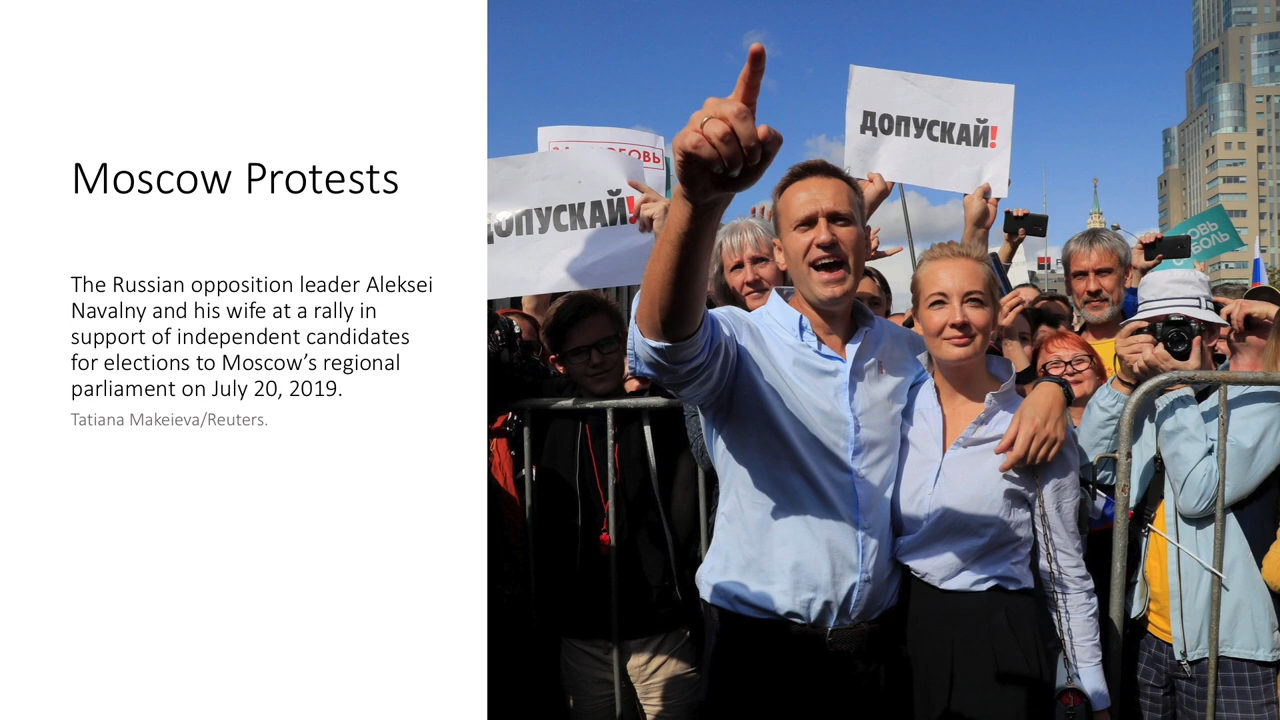 Moscow Protests
The Russian opposition leader Aleksei
Navalny and his wife at a rally in
support of independent candidates
for elections to Moscow’s regional
parliament on July 20, 2019.
Tatiana Makeieva/Reuters.
ДОПУСКАЙ!
ДОПУСКАЙ!